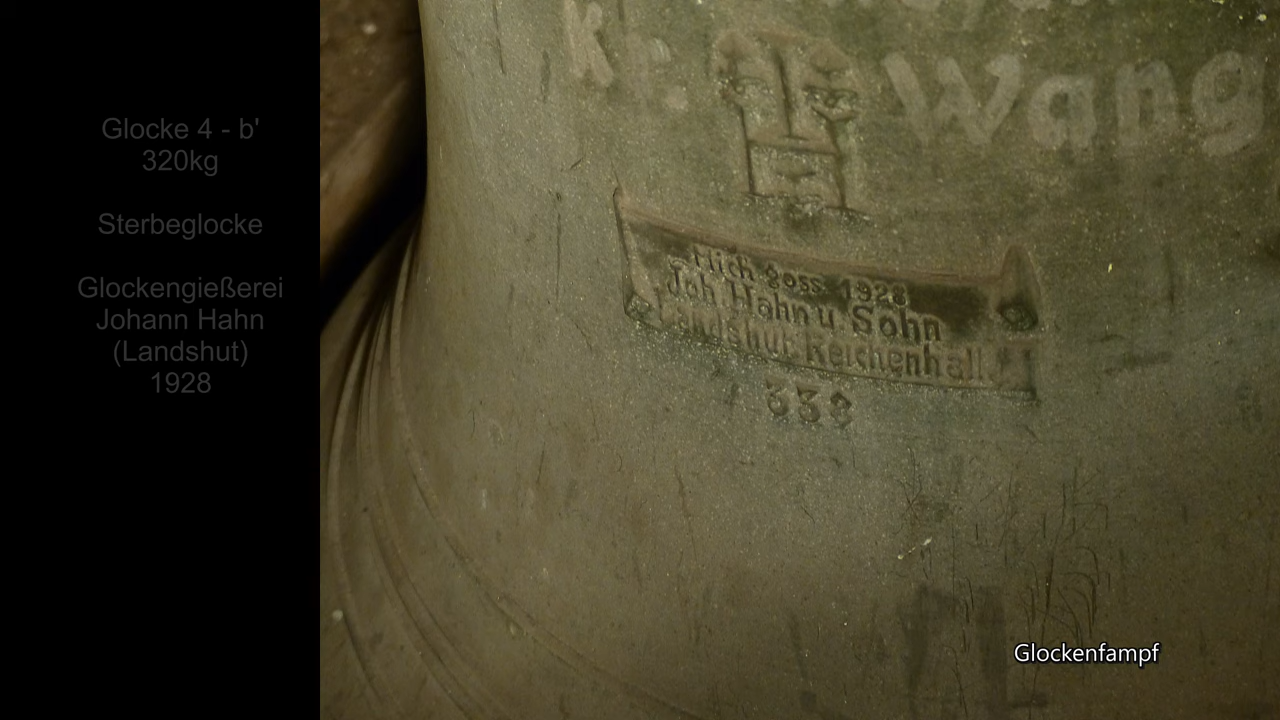 Glocke 4 - b'
320kg
Sterbeglocke
Glockengießerei
Johann Hahn
(Landshut)
1928
Kr. Wang
Mich goss 1928
Joh. Hahn u. Sohn
Landshut Reichenhall
338
Glockenfampf